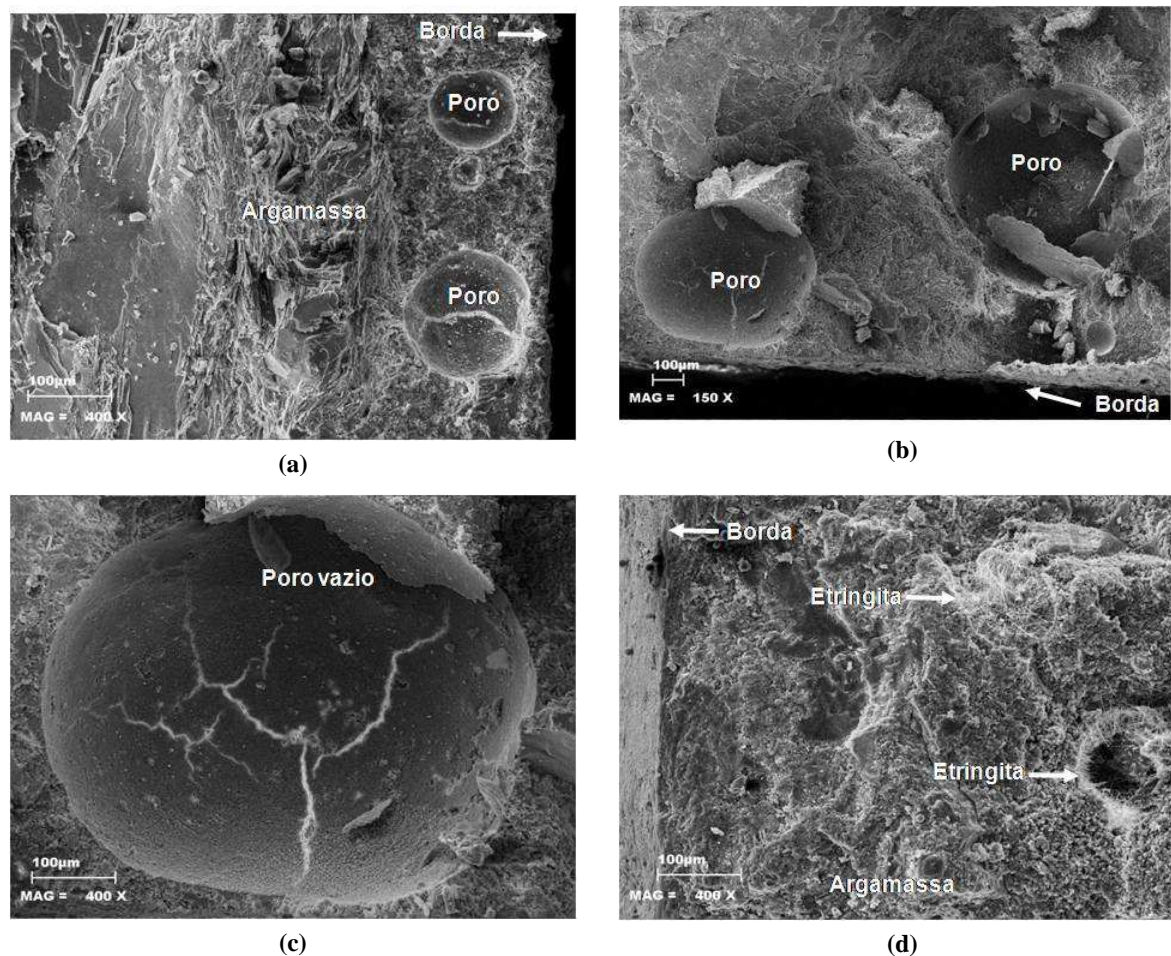 Borda
Poro
Argamassa
Poro
100µm
MAG = 400 X
(a)
Poro
Poro
100µm
MAG = 150 X
Borda
(b)
Poro vazio
100µm
MAG = 400 X
(c)
Borda
Etringita
Etringita
100µm
MAG = 400 X
Argamassa
(d)